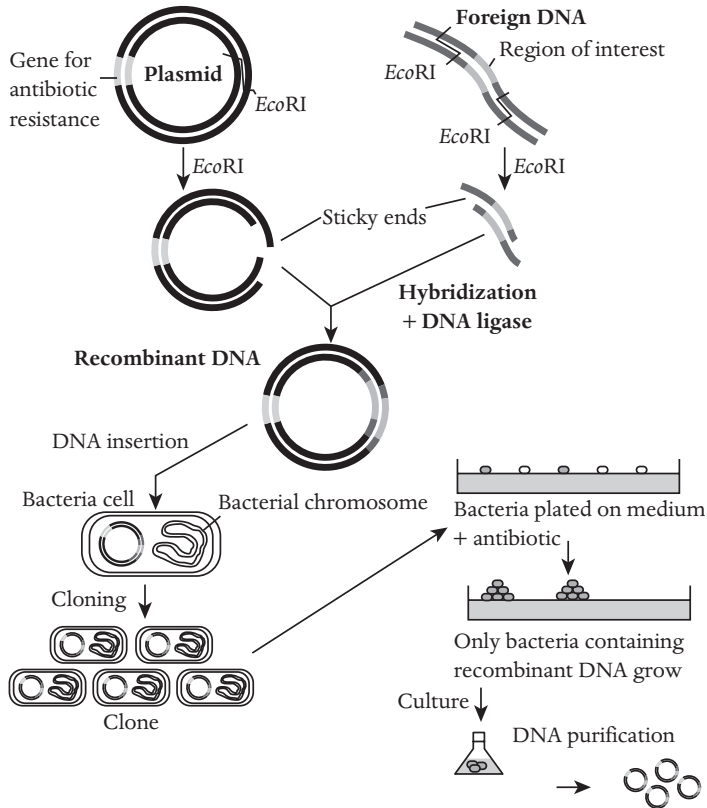 Foreign DNA
Gene for
antibiotic
resistance
Plasmid
EcoRI
Region of interest
EcoRI
EcoRI
EcoRI
EcoRI
Sticky ends
Hybridization
+ DNA ligase
Recombinant DNA
DNA insertion
Bacteria cell
Bacterial chromosome
Cloning
Clone
Bacteria plated on medium
+ antibiotic
Only bacteria containing
recombinant DNA grow
Culture
DNA purification